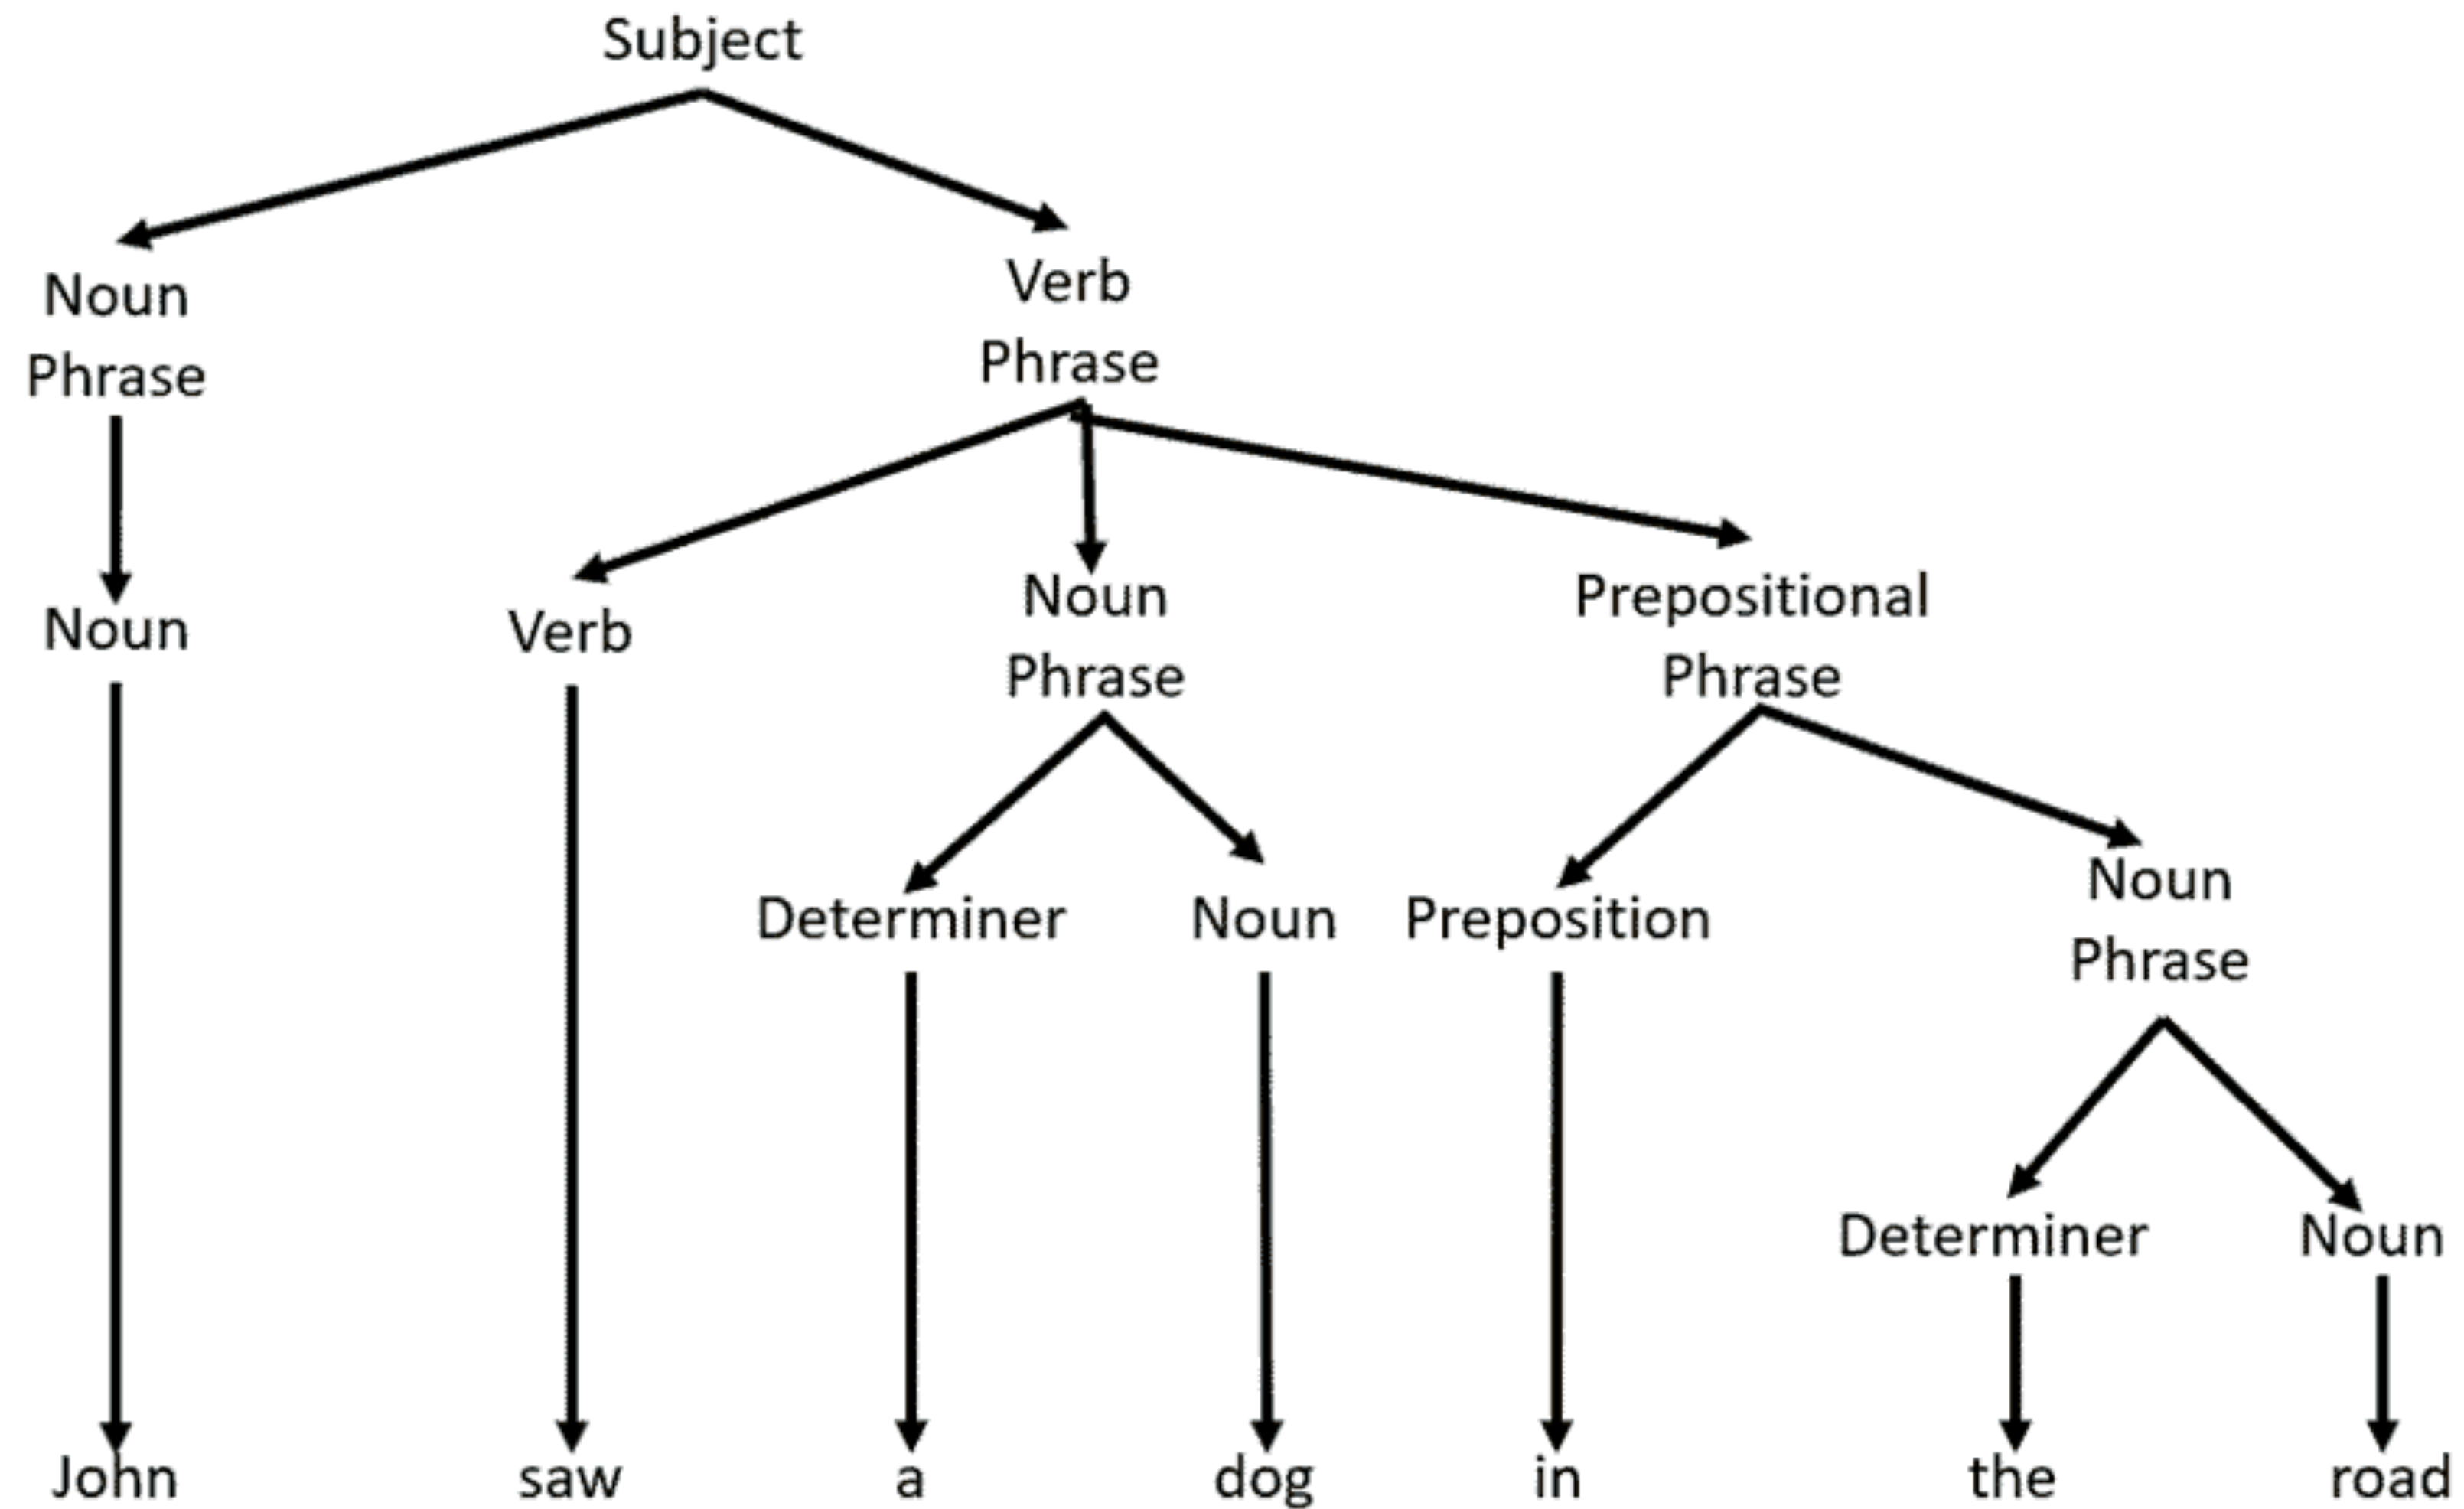 Subject
Noun
Phrase
Verb
Phrase
Noun
Verb
Noun
Phrase
Prepositional
Phrase
Determiner
Noun
Preposition
Noun
Phrase
Determiner
Noun
John saw a dog in the road